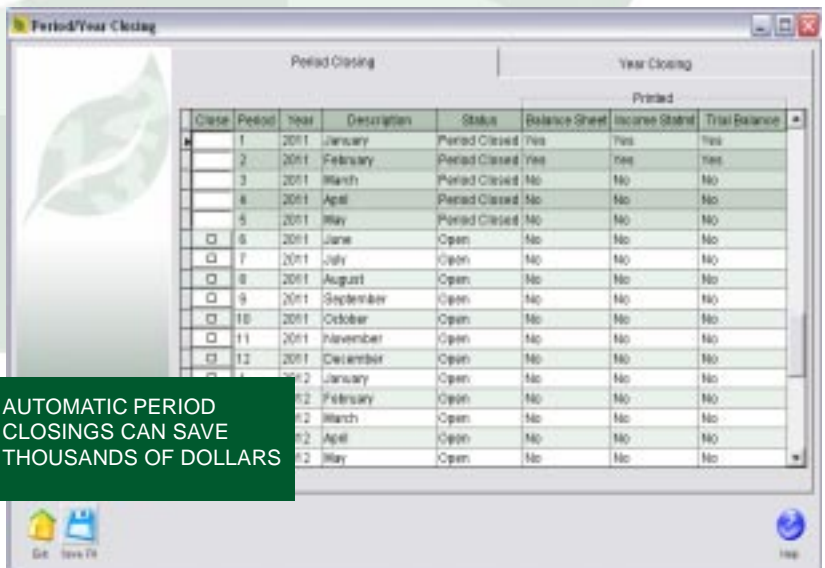 Period/Year Closing
Period Closing Year Closing
Printed
Close Period Year Description Status Balance Sheet Income Statmt Trial Balance
1 2011 January Period Closed Yes Yes Yes
2 2011 February Period Closed Yes Yes Yes
3 2011 March Period Closed No No No
4 2011 April Period Closed No No No
5 2011 May Period Closed No No No
6 2011 June Open No No No
7 2011 July Open No No No
8 2011 August Open No No No
9 2011 September Open No No No
10 2011 October Open No No No
11 2011 November Open No No No
12 2011 December Open No No No
January Open No No No
February Open No No No
March Open No No No
April Open No No No
May Open No No No
AUTOMATIC PERIOD
CLOSINGS CAN SAVE
THOUSANDS OF DOLLARS
Exit Save Help